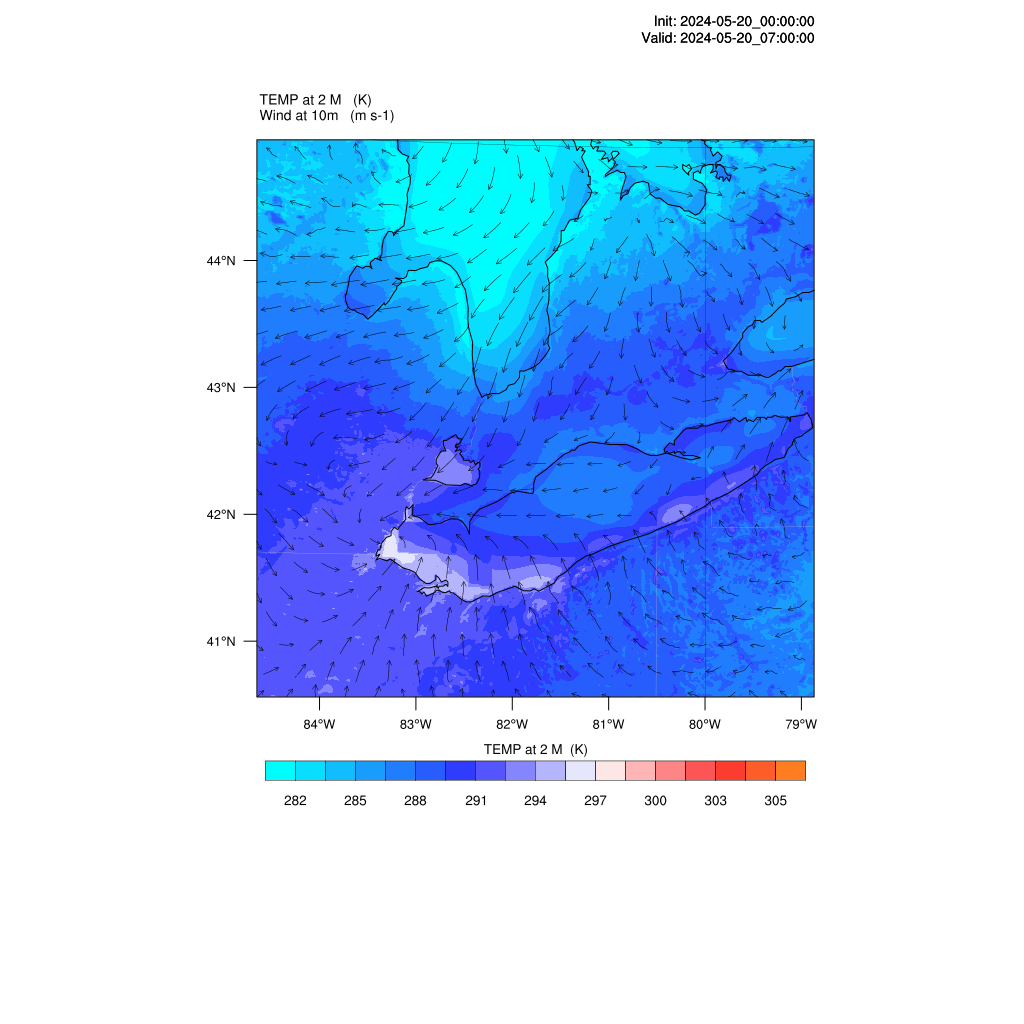 Init: 2024-05-20_00:00:00
Valid: 2024-05-20_07:00:00
TEMP at 2 M (K)
Wind at 10m (m s-1)
44°N
43°N
42°N
41°N
84°W 83°W 82°W 81°W 80°W 79°W
TEMP at 2 M (K)
282 285 288 291 294 297 300 303 305